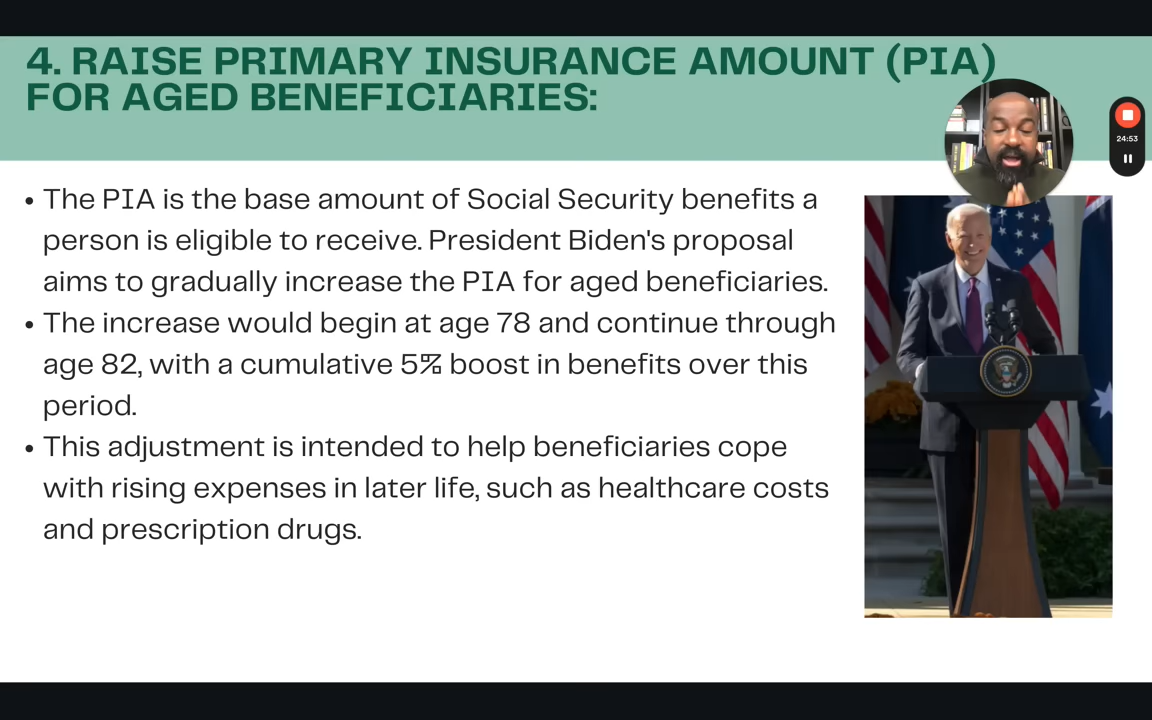 4. RAISE PRIMARY INSURANCE AMOUNT (PIA)
FOR AGED BENEFICIARIES:
24:53
• The PIA is the base amount of Social Security benefits a
person is eligible to receive. President Biden's proposal
aims to gradually increase the PIA for aged beneficiaries.
• The increase would begin at age 78 and continue through
age 82, with a cumulative 5% boost in benefits over this
period.
• This adjustment is intended to help beneficiaries cope
with rising expenses in later life, such as healthcare costs
and prescription drugs.